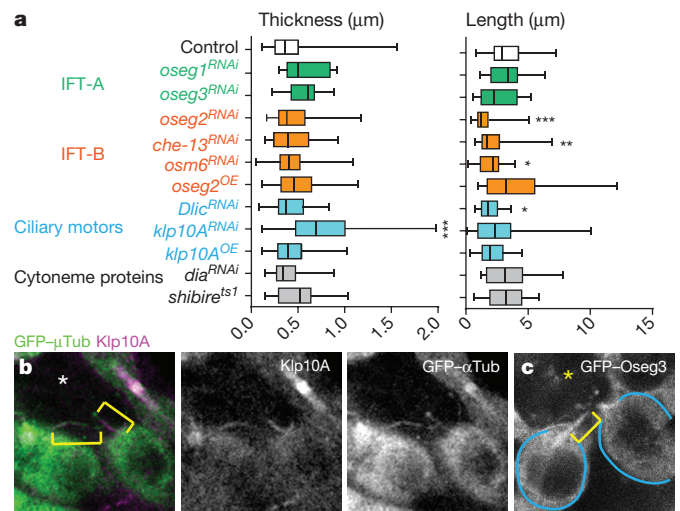 a
Thickness (μm) Length (μm)
Control
IFT-A
oseg1RNAi
oseg3RNAi
IFT-B
oseg2RNAi ***
che-13RNAi **
osm6RNAi *
oseg2OE
Ciliary motors
DlicRNAi *
klp10ARNAi ***
klp10AOE
Cytoneme proteins
diaRNAi
shibirets1
0.0 0.5 1.0 1.5 2.0 0 5 10 15
GFP–μTub Klp10A
b * Klp10A GFP–αTub c GFP–Oseg3 *